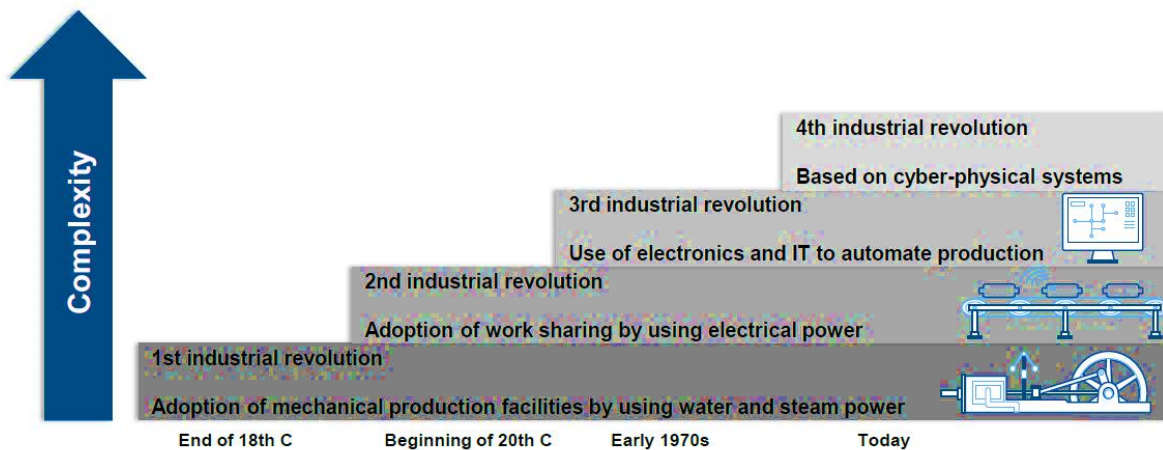 Complexity
4th industrial revolution
Based on cyber-physical systems
3rd industrial revolution
Use of electronics and IT to automate production
2nd industrial revolution
Adoption of work sharing by using electrical power
1st industrial revolution
Adoption of mechanical production facilities by using water and steam power
End of 18th C
Beginning of 20th C
Early 1970s
Today